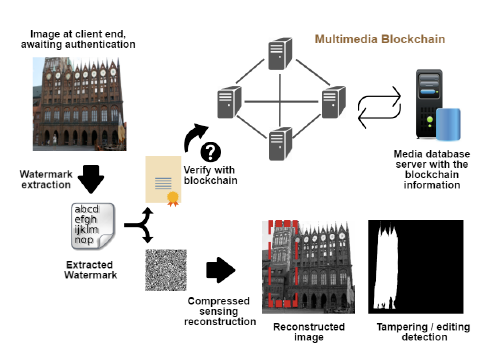 Image at client end,
awaiting authentication
Multimedia Blockchain
Watermark
extraction
Verify with
blockchain
?
Media database
server with the
blockchain
information
abcd
efgh
ijklm
nop
Extracted
Watermark
Compressed
sensing
reconstruction
Reconstructed
image
Tampering / editing
detection